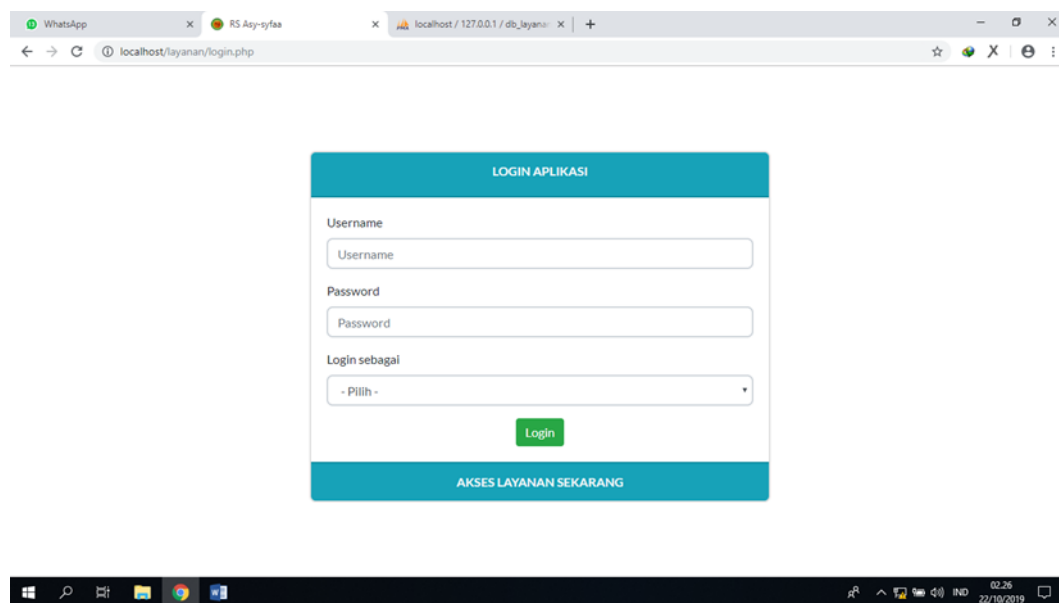 WhatsApp
RS Asy-syfaa
localhost / 127.0.0.1 / db_layanan
localhost/layanan/login.php
LOGIN APLIKASI
Username
Username
Password
Password
Login sebagai
- Pilih -
Login
AKSES LAYANAN SEKARANG
IND
02.26
22/10/2019